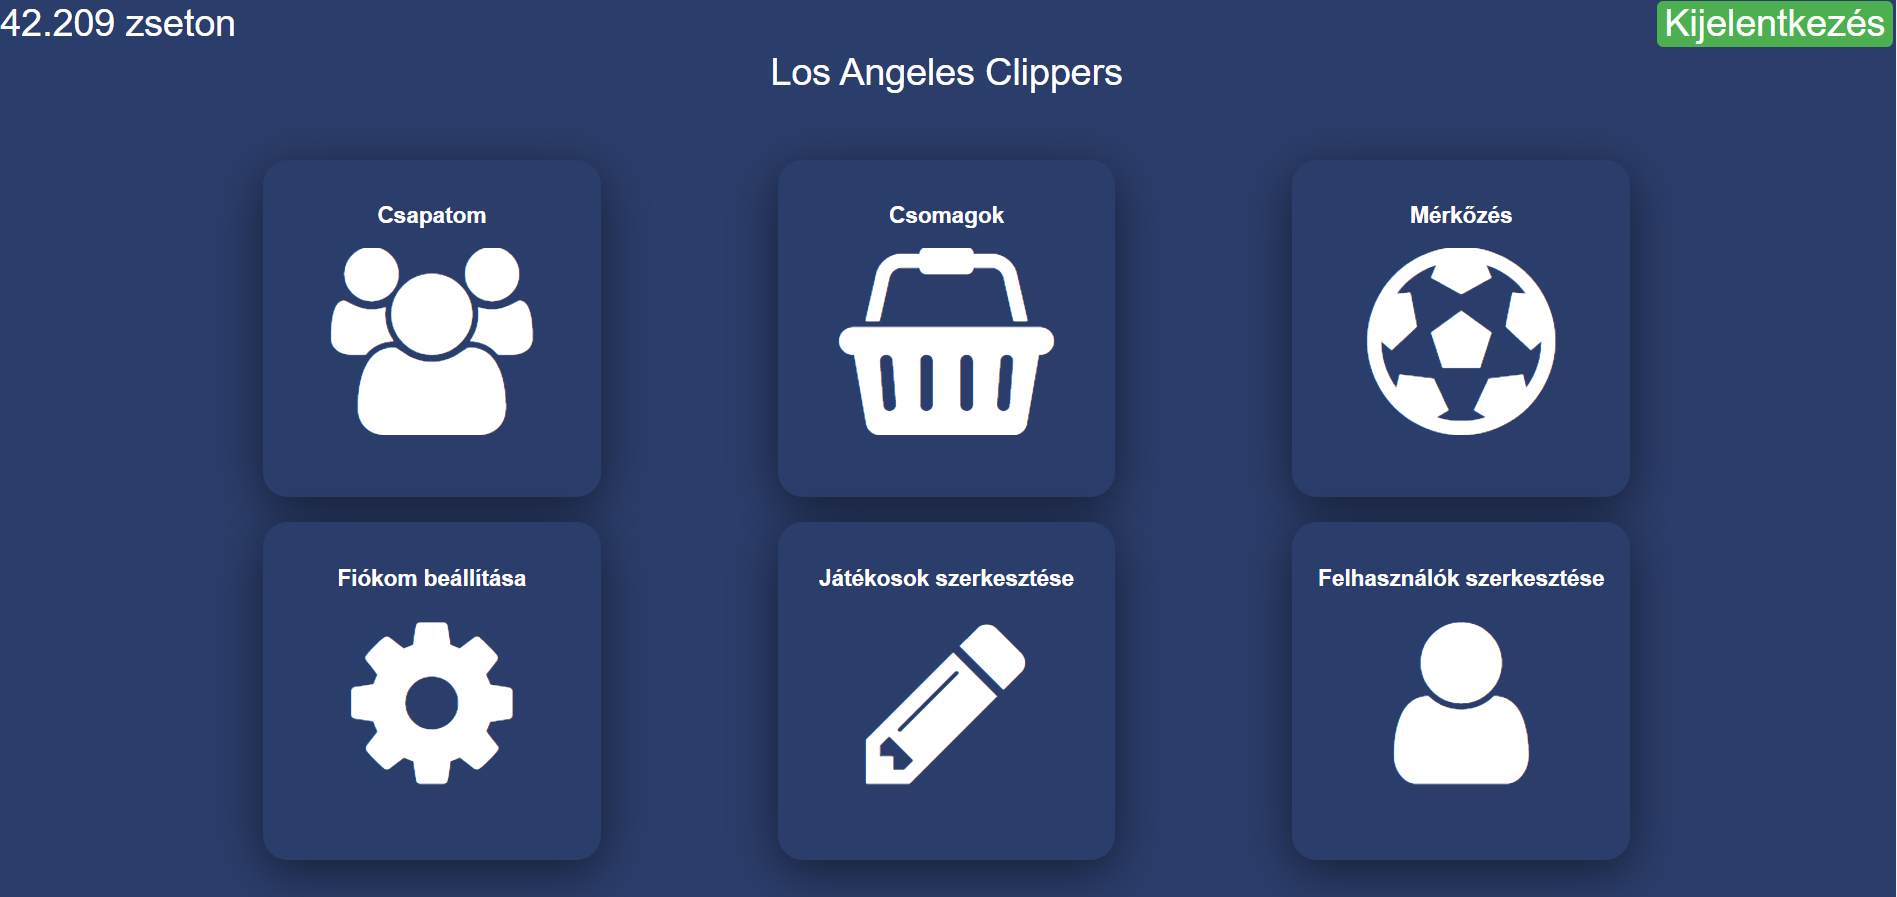 42.209 zseton
Kijelentkezés
Los Angeles Clippers
Csapatom
Csomagok
Mérkőzés
Fiókom beállítása
Játékosok szerkesztése
Felhasználók szerkesztése